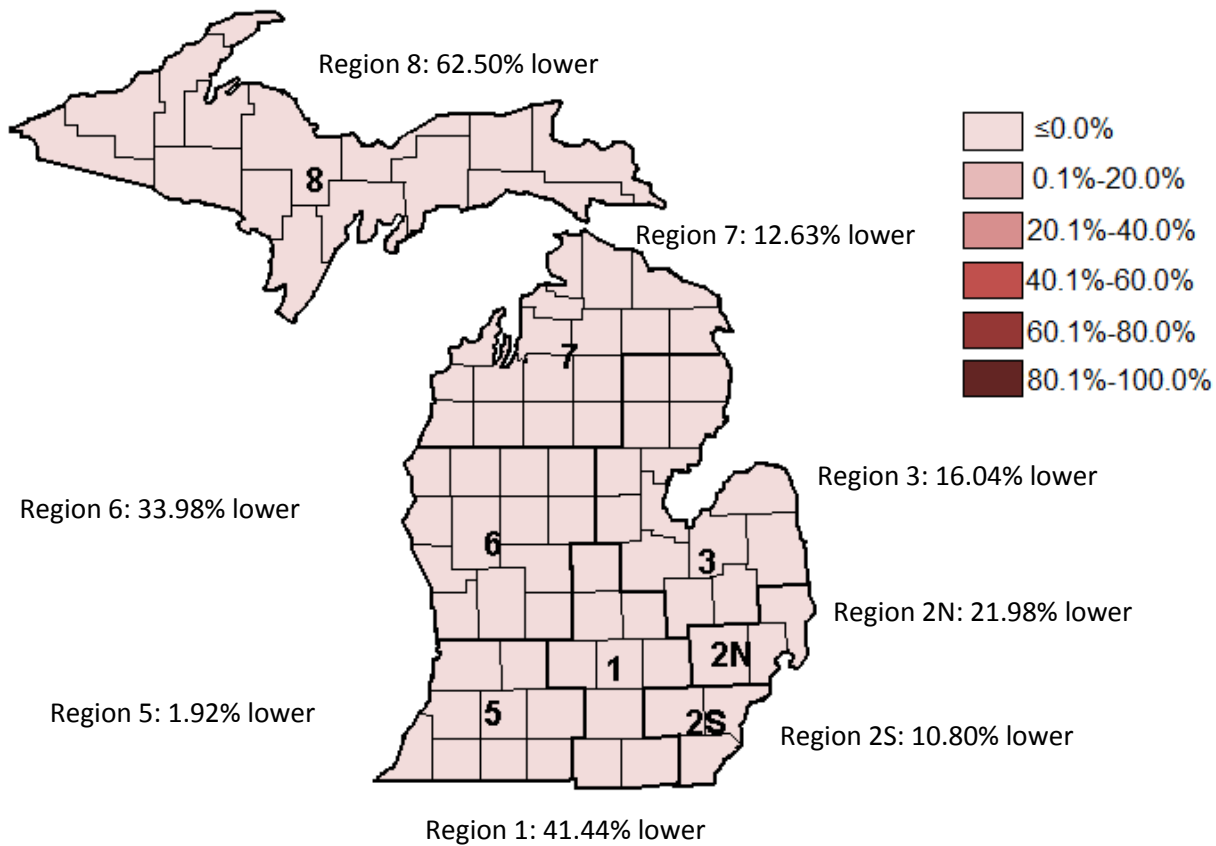 Region 8: 62.50% lower
≤0.0%
0.1%-20.0%
8
20.1%-40.0%
Region 7: 12.63% lower
40.1%-60.0%
60.1%-80.0%
7
80.1%-100.0%
Region 3: 16.04% lower
Region 6: 33.98% lower
6
3
Region 2N: 21.98% lower
2N
1
Region 5: 1.92% lower
5
2S
Region 2S: 10.80% lower
Region 1: 41.44% lower